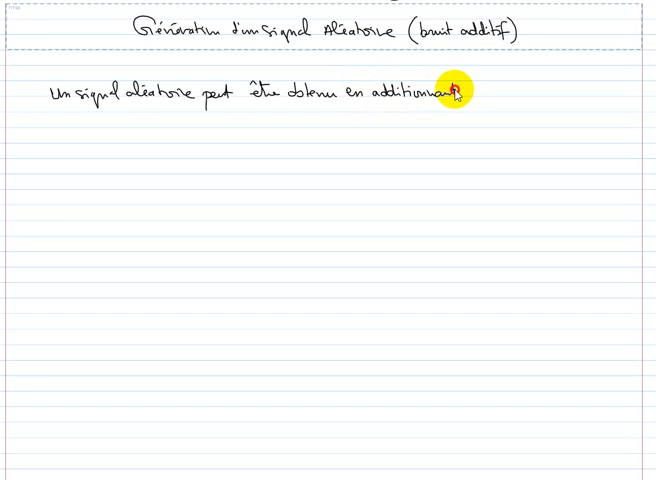 Génération d'un signal Aléatoire (bruit additif)
Un signal aléatoire peut être obtenu en additionnant